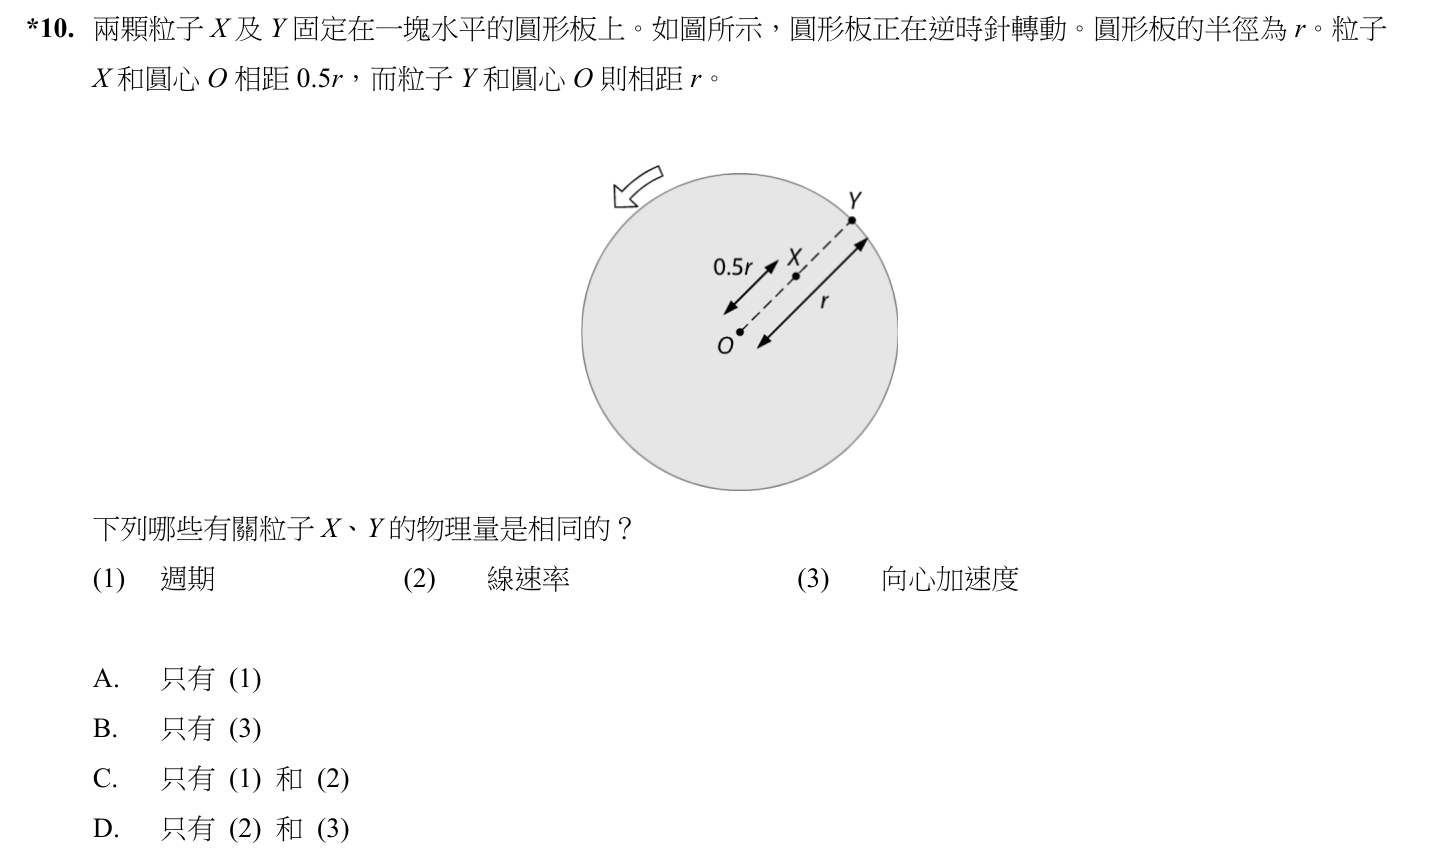 *10. 兩顆粒子 X 及 Y 固定在一塊水平的圓形板上。如圖所示，圓形板正在逆時針轉動。圓形板的半徑為 r。粒子
X 和圓心 O 相距 0.5r，而粒子 Y 和圓心 O 則相距 r。
Y
0.5r X
r
O
下列哪些有關粒子 X、Y 的物理量是相同的？
(1) 週期 (2) 線速率 (3) 向心加速度
A. 只有 (1)
B. 只有 (3)
C. 只有 (1) 和 (2)
D. 只有 (2) 和 (3)